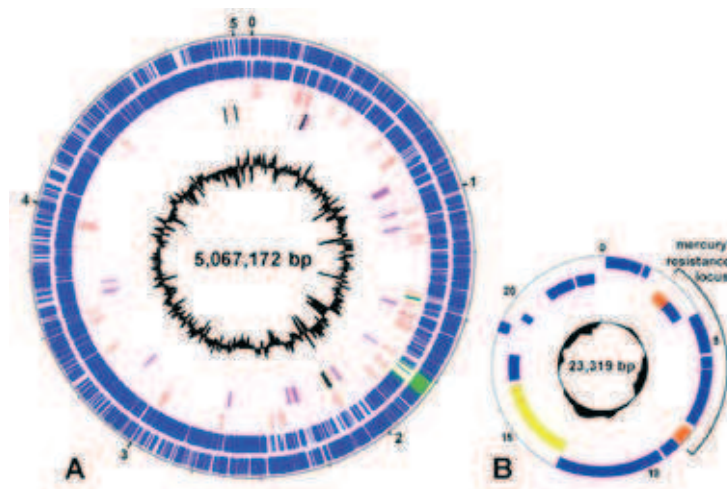 5 0
1
4
5,067,172 bp
3
2
A
0
mercury
resistance
locus
20
5
23,319 bp
15
10
B